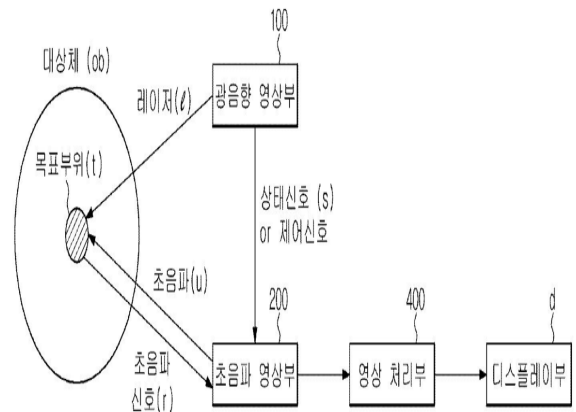 100
대상체 (ob)
레이저(ℓ)
광음향 영상부
목표부위(t)
상태신호 (s)
or 제어신호
초음파(u)
200
400
d
초음파
신호(r)
초음파 영상부
영상 처리부
디스플레이부